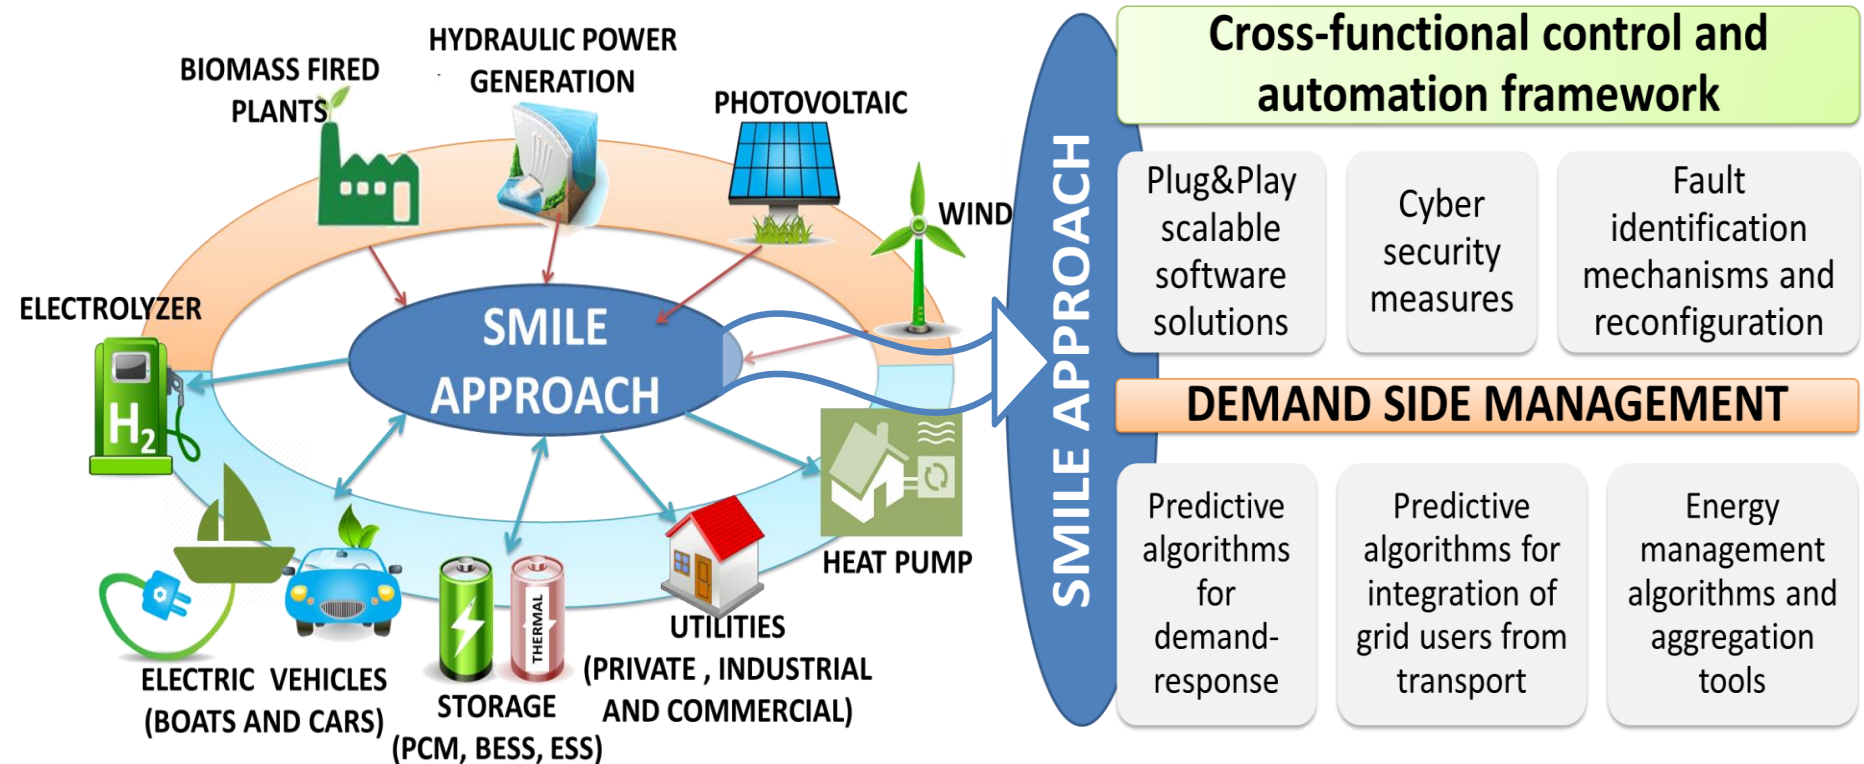 HYDRAULIC POWER
GENERATION
BIOMASS FIRED
PLANTS
PHOTOVOLTAIC
WIND
ELECTROLYZER
H2
SMILE
APPROACH
HEAT PUMP
THERMAL
UTILITIES
(PRIVATE , INDUSTRIAL
AND COMMERCIAL)
ELECTRIC VEHICLES
(BOATS AND CARS)
STORAGE
(PCM, BESS, ESS)
SMILE APPROACH
Cross-functional control and
automation framework
Plug&Play
scalable
software
solutions
Cyber
security
measures
Fault
identification
mechanisms and
reconfiguration
DEMAND SIDE MANAGEMENT
Predictive
algorithms
for
demand-
response
Predictive
algorithms for
integration of
grid users from
transport
Energy
management
algorithms and
aggregation
tools